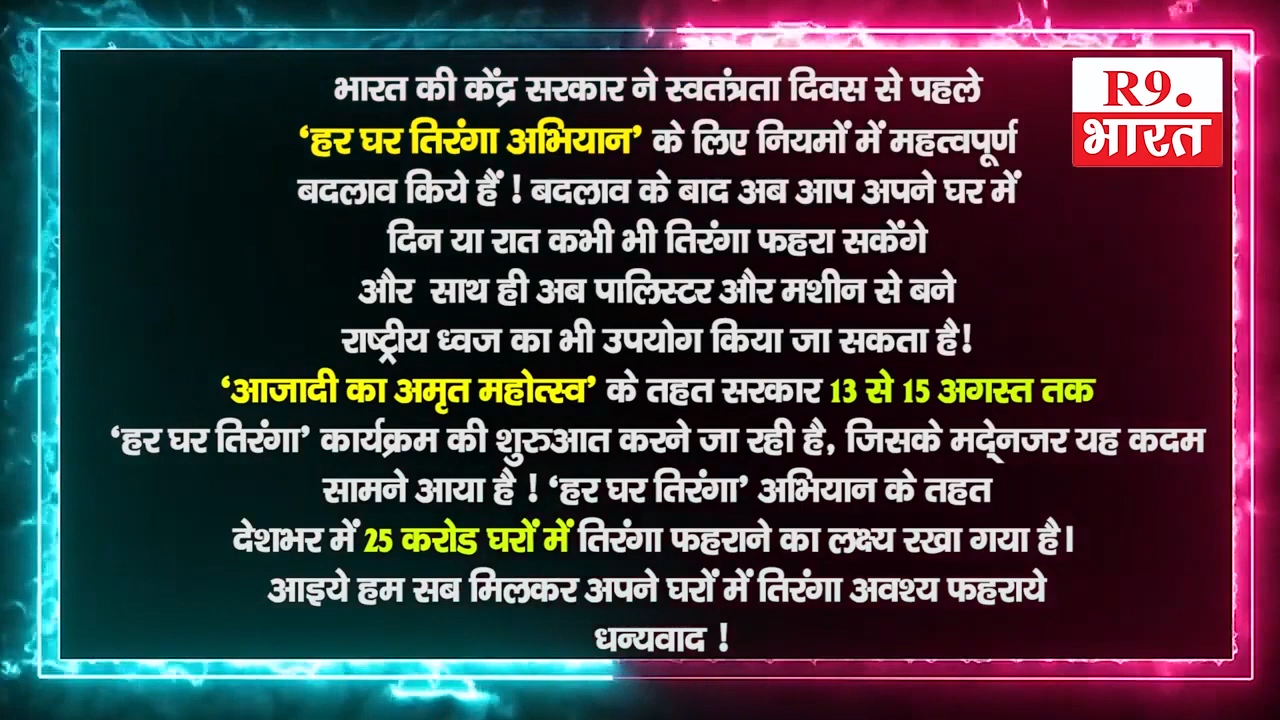 R9.
भारत
भारत की केंद्र सरकार ने स्वतंत्रता दिवस से पहले
‘हर घर तिरंगा अभियान’ के लिए नियमों में महत्वपूर्ण
बदलाव किये हैं ! बदलाव के बाद अब आप अपने घर में
दिन या रात कभी भी तिरंगा फहरा सकेंगे
और साथ ही अब पालिस्टर और मशीन से बने
राष्ट्रीय ध्वज का भी उपयोग किया जा सकता है!
‘आजादी का अमृत महोत्स्व’ के तहत सरकार 13 से 15 अगस्त तक
‘हर घर तिरंगा’ कार्यक्रम की शुरुआत करने जा रही है, जिसके मद्देनजर यह कदम
सामने आया है ! ‘हर घर तिरंगा’ अभियान के तहत
देशभर में 25 करोड घरों में तिरंगा फहराने का लक्ष्य रखा गया है।
आइये हम सब मिलकर अपने घरों में तिरंगा अवश्य फहराये
धन्यवाद !